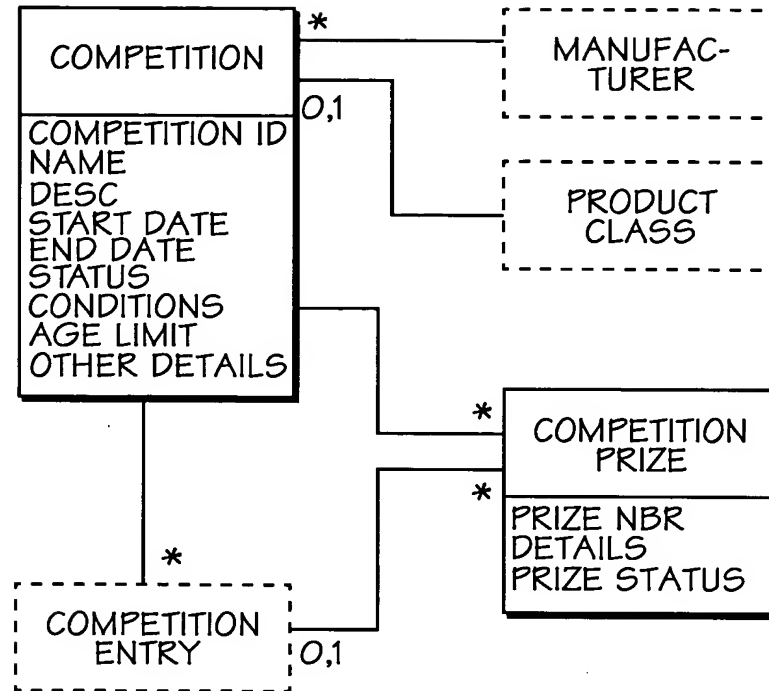 COMPETITION
COMPETITION ID
NAME
DESC
START DATE
END DATE
STATUS
CONDITIONS
AGE LIMIT
OTHER DETAILS
*
0,1
MANUFAC-
TURER
PRODUCT
CLASS
*
COMPETITION
PRIZE
*
PRIZE NBR
DETAILS
PRIZE STATUS
*
COMPETITION
ENTRY
0,1